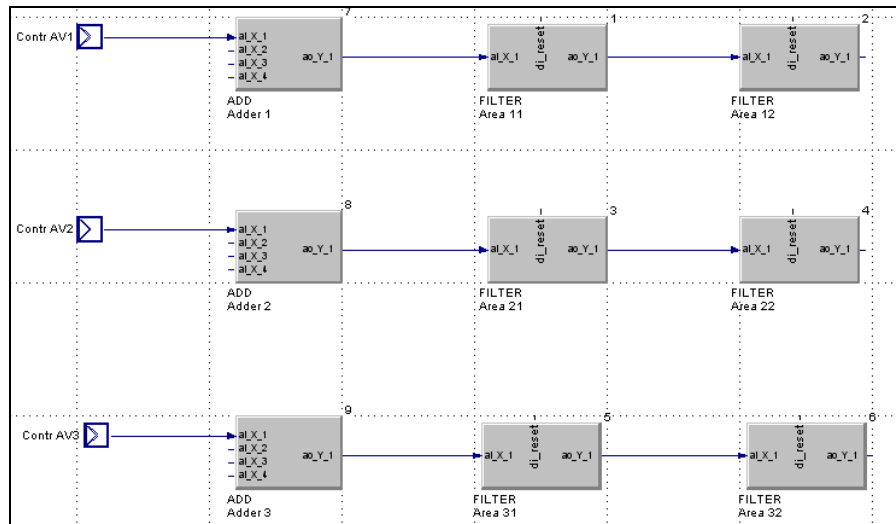 7
1
2
Contr AV1
al_X_1
al_X_2
al_X_3
al_X_4
ao_Y_1
al_X_1
di_reset
ao_Y_1
al_X_1
di_reset
ao_Y_1
ADD
Adder 1
FILTER
Area 11
FILTER
Area 12
8
3
4
Contr AV2
al_X_1
al_X_2
al_X_3
al_X_4
ao_Y_1
al_X_1
di_reset
ao_Y_1
al_X_1
di_reset
ao_Y_1
ADD
Adder 2
FILTER
Area 21
FILTER
Area 22
9
5
6
Contr AV3
al_X_1
al_X_2
al_X_3
al_X_4
ao_Y_1
al_X_1
di_reset
ao_Y_1
al_X_1
di_reset
ao_Y_1
ADD
Adder 3
FILTER
Area 31
FILTER
Area 32